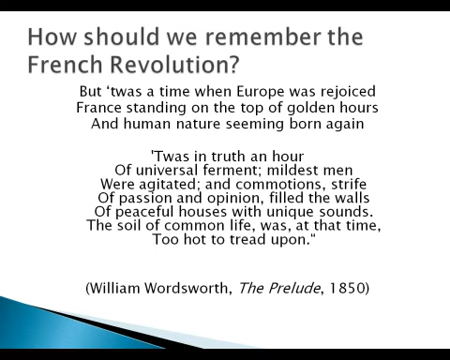 How should we remember the
French Revolution?
But ‘twas a time when Europe was rejoiced
France standing on the top of golden hours
And human nature seeming born again
'Twas in truth an hour
Of universal ferment; mildest men
Were agitated; and commotions, strife
Of passion and opinion, filled the walls
Of peaceful houses with unique sounds.
The soil of common life, was, at that time,
Too hot to tread upon."
(William Wordsworth, The Prelude, 1850)